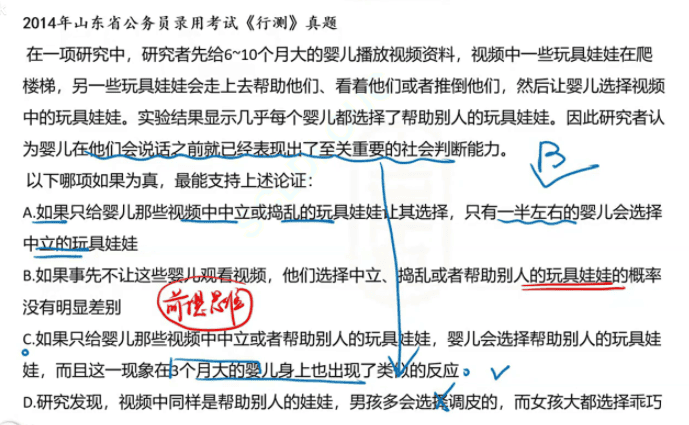 2014年山东省公务员录用考试《行测》真题
在一项研究中，研究者先给6~10个月大的婴儿播放视频资料，视频中一些玩具娃娃在爬
楼梯，另一些玩具娃娃会走上去帮助他们、看着他们或者推倒他们，然后让婴儿选择视频
中的玩具娃娃。实验结果显示几乎每个婴儿都选择了帮助别人的玩具娃娃。因此研究者认
为婴儿在他们会说话之前就已经表现出了至关重要的社会判断能力。
B
以下哪项如果为真，最能支持上述论证：
A.如果只给婴儿那些视频中中立或捣乱的玩具娃娃让其选择，只有一半左右的婴儿会选择
中立的玩具娃娃
B.如果事先不让这些婴儿观看视频，他们选择中立、捣乱或者帮助别人的玩具娃娃的概率
没有明显差别
前提思维
C.如果只给婴儿那些视频中中立或者帮助别人的玩具娃娃，婴儿会选择帮助别人的玩具娃
娃，而且这一现象在3个月大的婴儿身上也出现了类似的反应。
D.研究发现，视频中同样是帮助别人的娃娃，男孩多会选择调皮的，而女孩大都选择乖巧